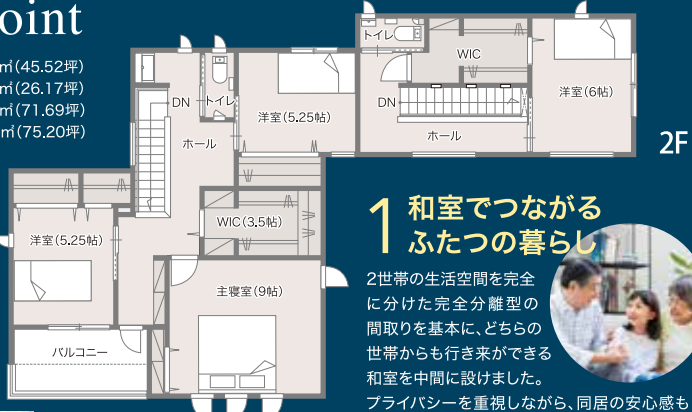 oint
㎡(45.52坪)
㎡(26.17坪)
㎡(71.69坪)
㎡(75.20坪)
トイレ
WIC
洋室(6帖)
DN
ホール
2F
DN
トイレ
洋室(5.25帖)
ホール
WIC(3.5帖)
洋室(5.25帖)
主寝室(9帖)
バルコニー
1 和室でつながる
ふたつの暮らし
2世帯の生活空間を完全
に分けた完全分離型の
間取りを基本に、どちらの
世帯からも行き来ができる
和室を中間に設けました。
プライバシーを重視しながら、同居の安心感も